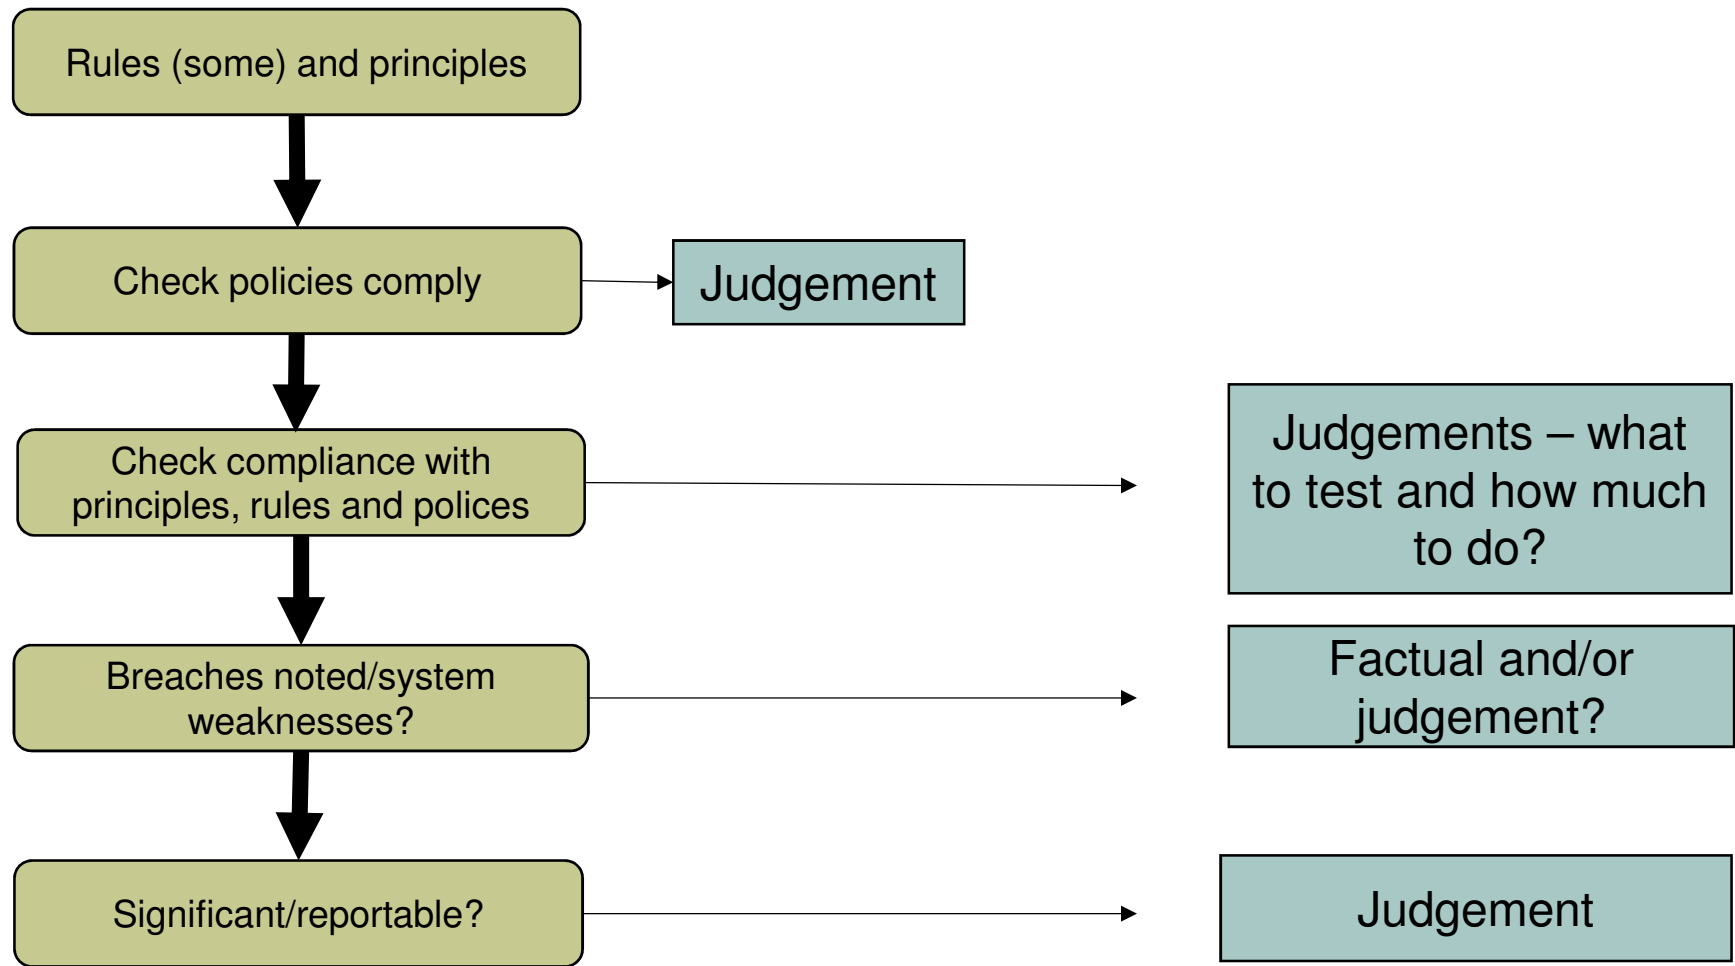 Rules (some) and principles
Check policies comply
Judgement
Check compliance with
principles, rules and polices
Judgements – what
to test and how much
to do?
Breaches noted/system
weaknesses?
Factual and/or
judgement?
Significant/reportable?
Judgement